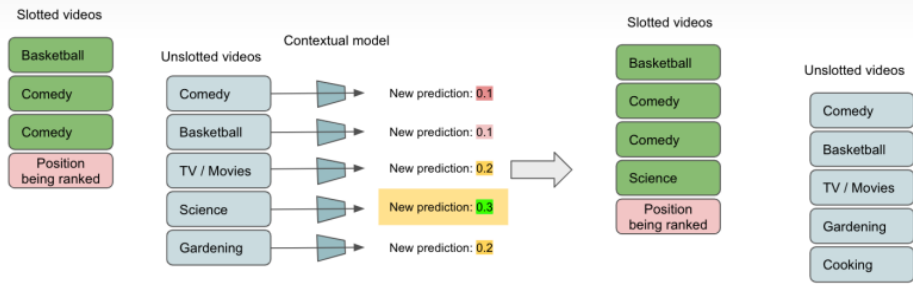 Slotted videos
Basketball
Comedy
Comedy
Position
being ranked
Contextual model
Unslotted videos
Comedy
New prediction: 0.1
Basketball
New prediction: 0.1
TV / Movies
New prediction: 0.2
Science
New prediction: 0.3
Gardening
New prediction: 0.2
Slotted videos
Basketball
Comedy
Comedy
Science
Position
being ranked
Unslotted videos
Comedy
Basketball
TV / Movies
Gardening
Cooking